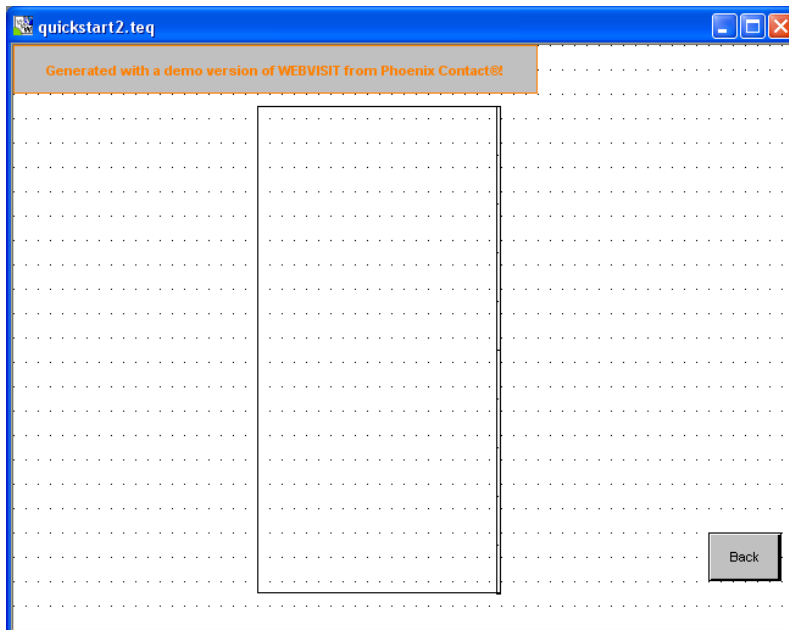 quickstart2.teq
Generated with a demo version of WEBVISIT from Phoenix Contact®!
Back